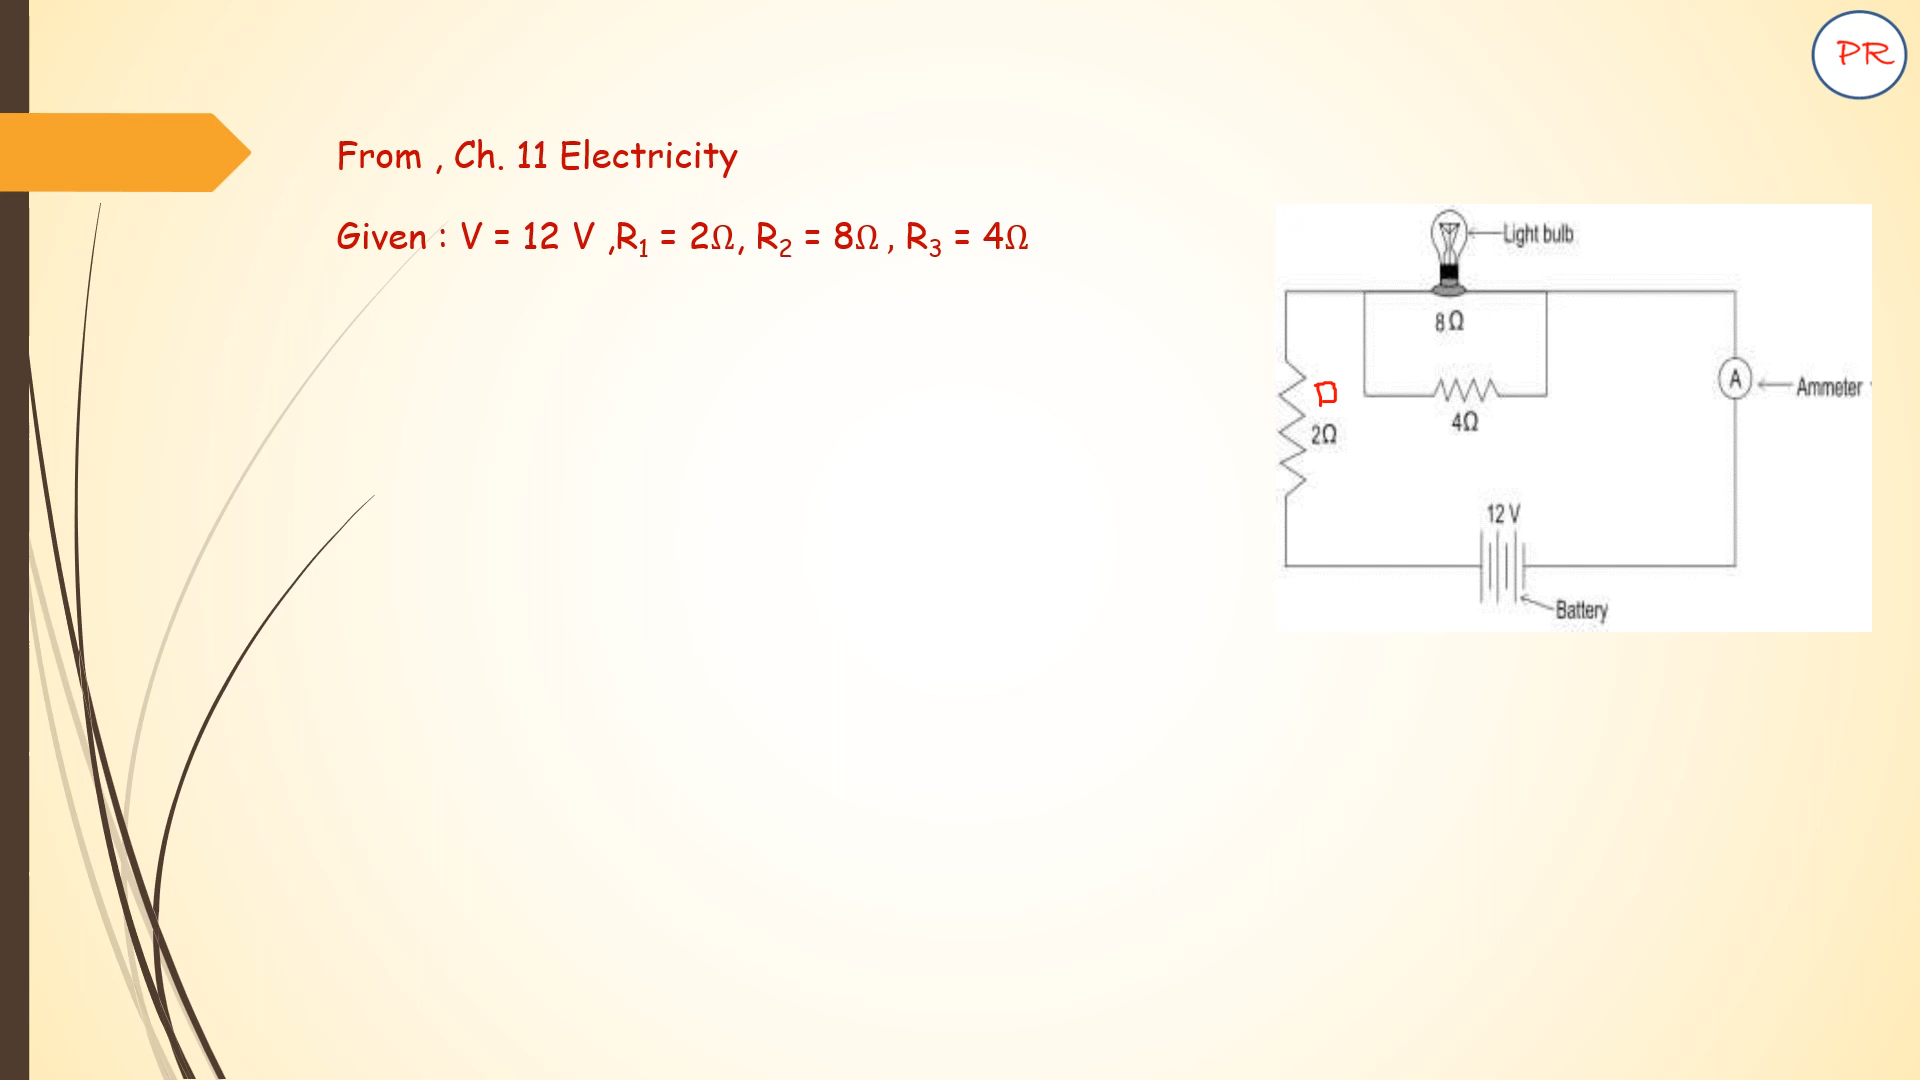 PR
From , Ch. 11 Electricity
Given : V = 12 V ,R₁ = 2Ω, R₂ = 8Ω , R₃ = 4Ω
Light bulb
8 Ω
A
Ammeter
4Ω
2Ω
12 V
Battery